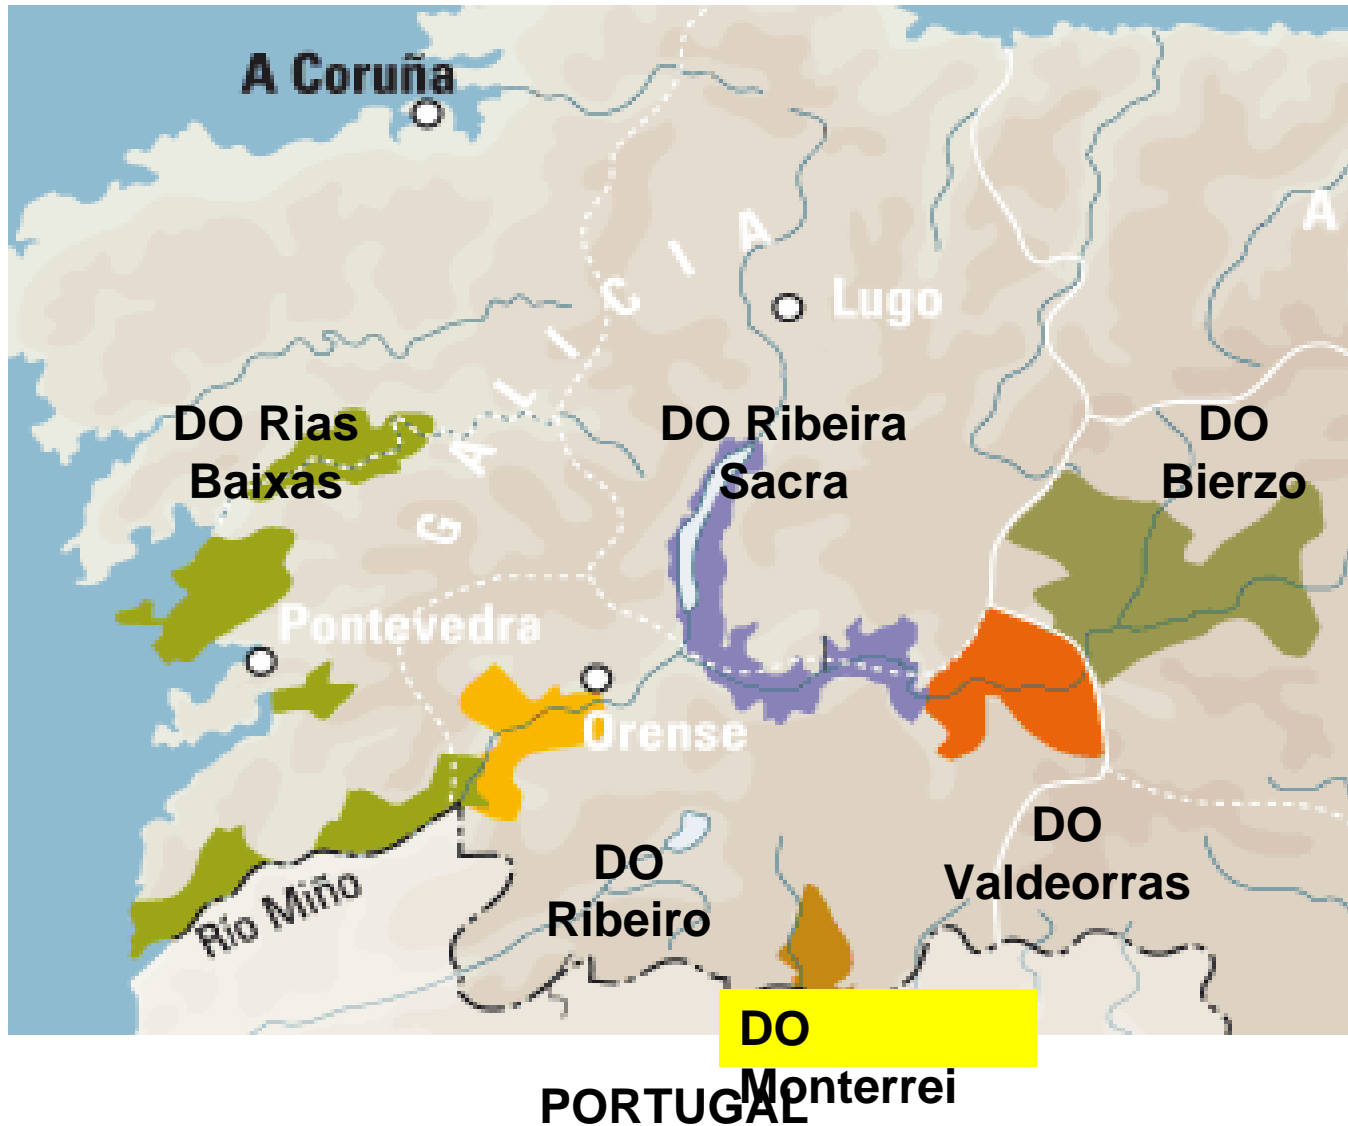 A Coruña
A
GALICIA
Lugo
DO Rias
Baixas
DO Ribeira
Sacra
DO
Bierzo
Pontevedra
Orense
DO
Valdeorras
DO
Ribeiro
Río Miño
DO
Monterrei
PORTUGAL